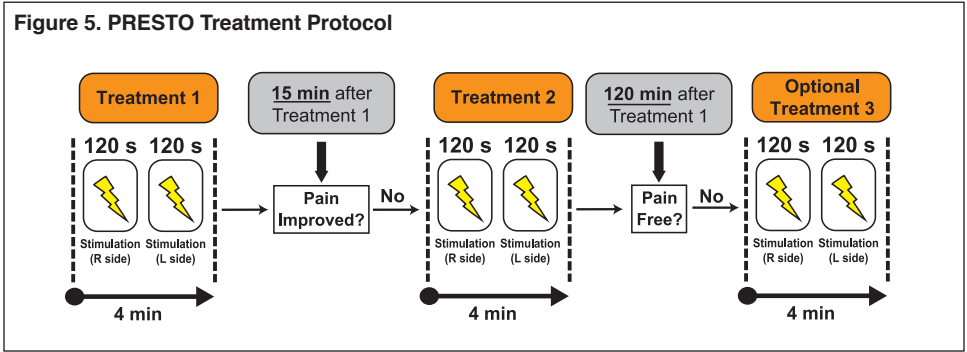 Figure 5. PRESTO Treatment Protocol
Treatment 1
15 min after
Treatment 1
Treatment 2
120 min after
Treatment 1
Optional
Treatment 3
120 s 120 s
Stimulation
(R side)
Stimulation
(L side)
4 min
Pain
Improved?
No
120 s 120 s
Stimulation
(R side)
Stimulation
(L side)
4 min
Pain
Free?
No
120 s 120 s
Stimulation
(R side)
Stimulation
(L side)
4 min